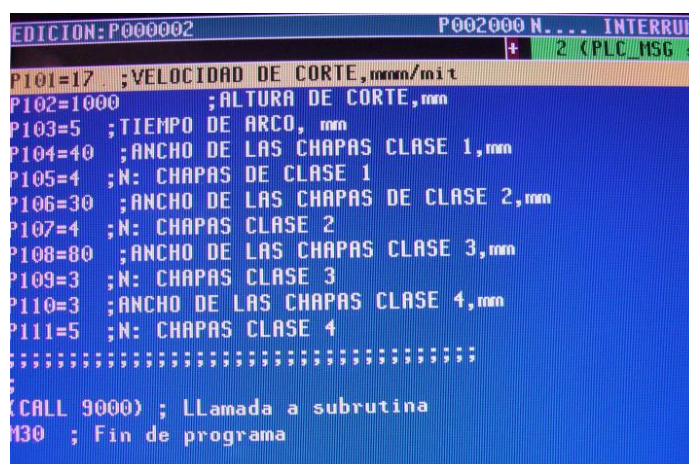 EDICION:P000002 P002000 N.... INTERRUP
+ 2 (PLC_MSG
P101=17 ;VELOCIDAD DE CORTE,mmm/mit
P102=1000 ;ALTURA DE CORTE,mm
P103=5 ;TIEMPO DE ARCO, mm
P104=40 ;ANCHO DE LAS CHAPAS CLASE 1,mm
P105=4 ;N: CHAPAS DE CLASE 1
P106=30 ;ANCHO DE LAS CHAPAS DE CLASE 2,mm
P107=4 ;N: CHAPAS CLASE 2
P108=80 ;ANCHO DE LAS CHAPAS CLASE 3,mm
P109=3 ;N: CHAPAS CLASE 3
P110=3 ;ANCHO DE LAS CHAPAS CLASE 4,mm
P111=5 ;N: CHAPAS CLASE 4
;;;;;;;;;;;;;;;;;;;;;;;;;;;;;;;;;;;;;
;
(CALL 9000) ; LLamada a subrutina
M30 ; Fin de programa